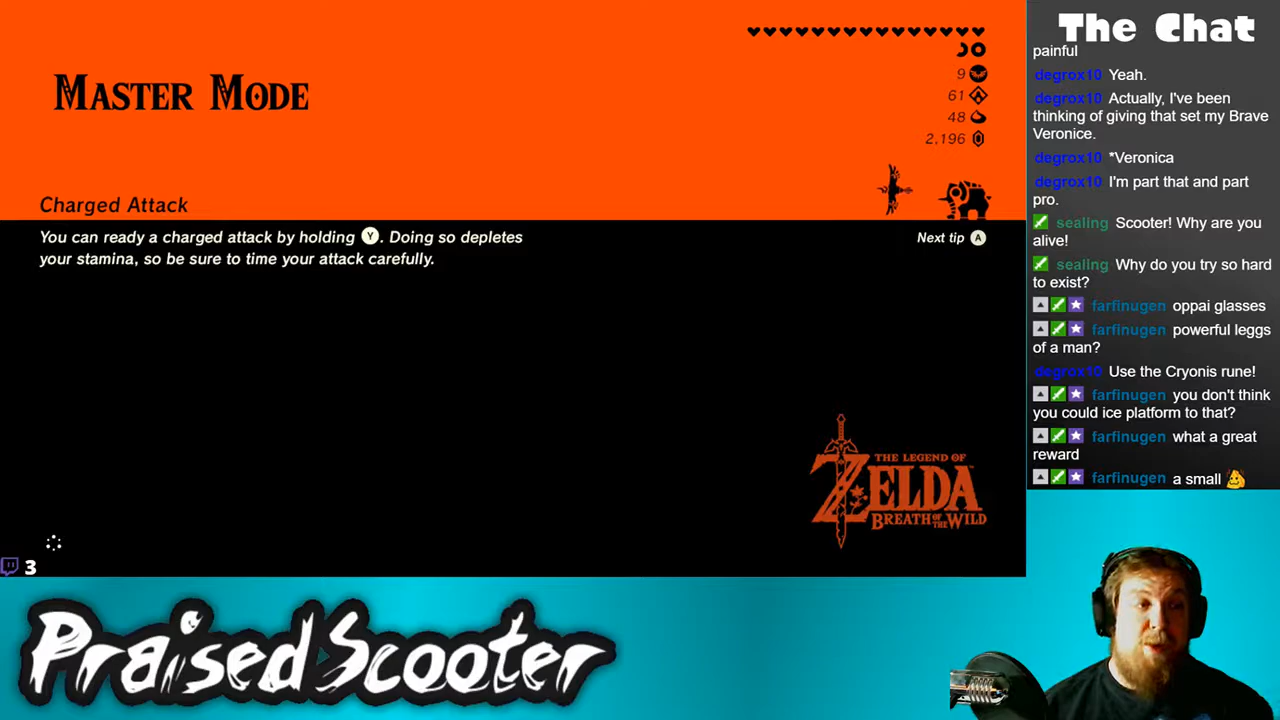 MASTER MODE
9
61
48
2,196
Charged Attack
You can ready a charged attack by holding Y. Doing so depletes
your stamina, so be sure to time your attack carefully.
Next tip A
THE LEGEND OF
ZELDA
BREATH OF THE WILD
3
PraisedScooter
The Chat
painful
degrox10 Yeah.
degrox10 Actually, I've been
thinking of giving that set my Brave
Veronice.
degrox10 *Veronica
degrox10 I'm part that and part
pro.
sealing Scooter! Why are you
alive!
sealing Why do you try so hard
to exist?
farfinugen oppai glasses
farfinugen powerful leggs
of a man?
degrox10 Use the Cryonis rune!
farfinugen you don't think
you could ice platform to that?
farfinugen what a great
reward
farfinugen a small